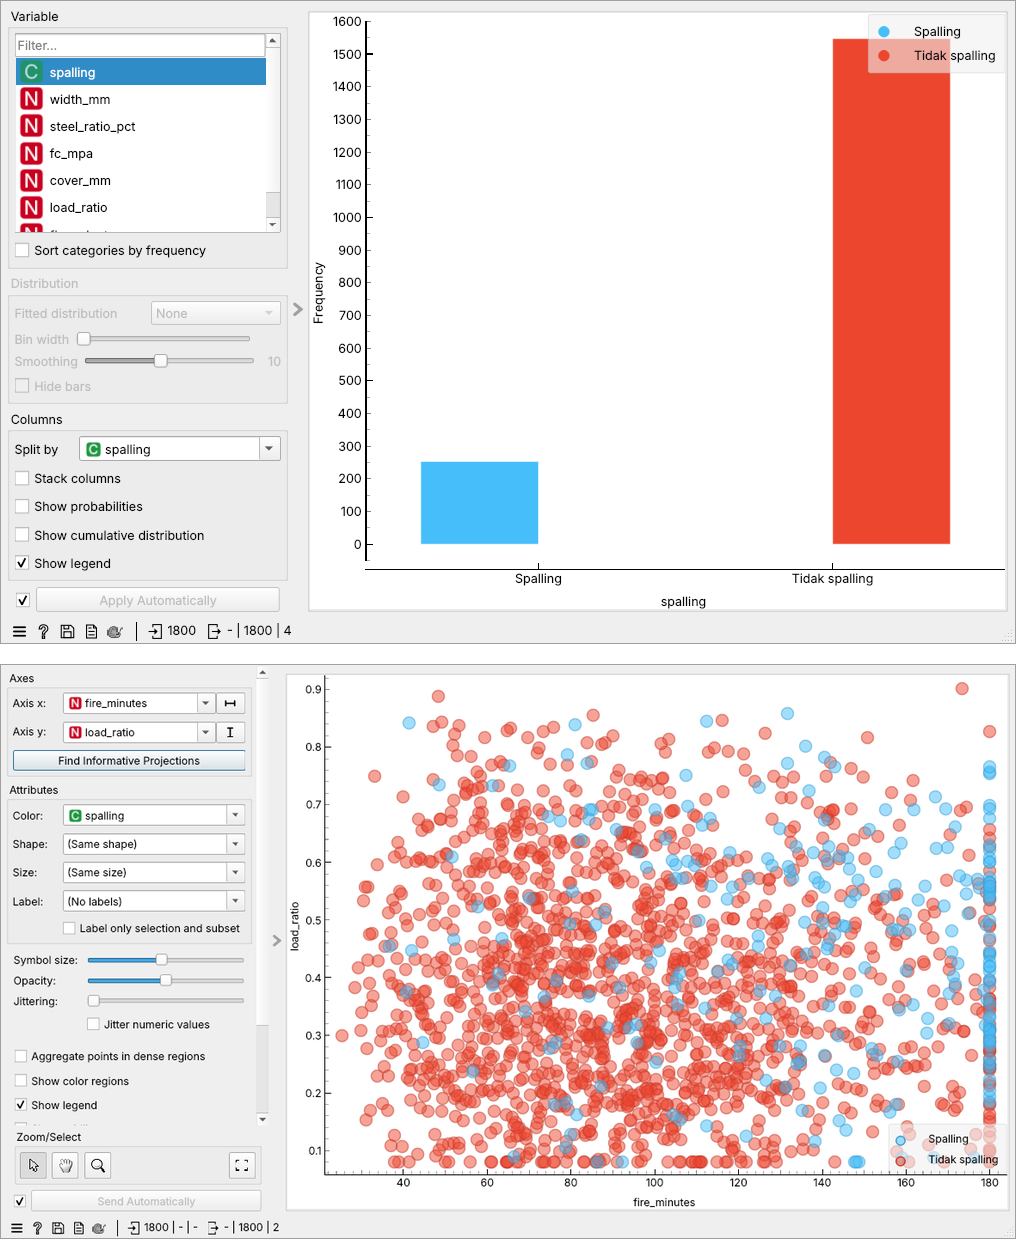 Variable
Filter...
C spalling
N width_mm
N steel_ratio_pct
N fc_mpa
N cover_mm
N load_ratio
Sort categories by frequency
Distribution
Fitted distribution None
Bin width
Smoothing 10
Hide bars
Columns
Split by C spalling
Stack columns
Show probabilities
Show cumulative distribution
Show legend
Apply Automatically
1800 - | 1800 | 4
Frequency
1600
1500
1400
1300
1200
1100
1000
900
800
700
600
500
400
300
200
100
0
Spalling
Tidak spalling
Spalling Tidak spalling
spalling
Axes
Axis x: N fire_minutes
Axis y: N load_ratio
Find Informative Projections
Attributes
Color: C spalling
Shape: (Same shape)
Size: (Same size)
Label: (No labels)
Label only selection and subset
Symbol size:
Opacity:
Jittering:
Jitter numeric values
Aggregate points in dense regions
Show color regions
Show legend
Zoom/Select
Send Automatically
1800 | - | - - | 1800 | 2
load_ratio
0.9
0.8
0.7
0.6
0.5
0.4
0.3
0.2
0.1
Spalling
Tidak spalling
40 60 80 100 120 140 160 180
fire_minutes